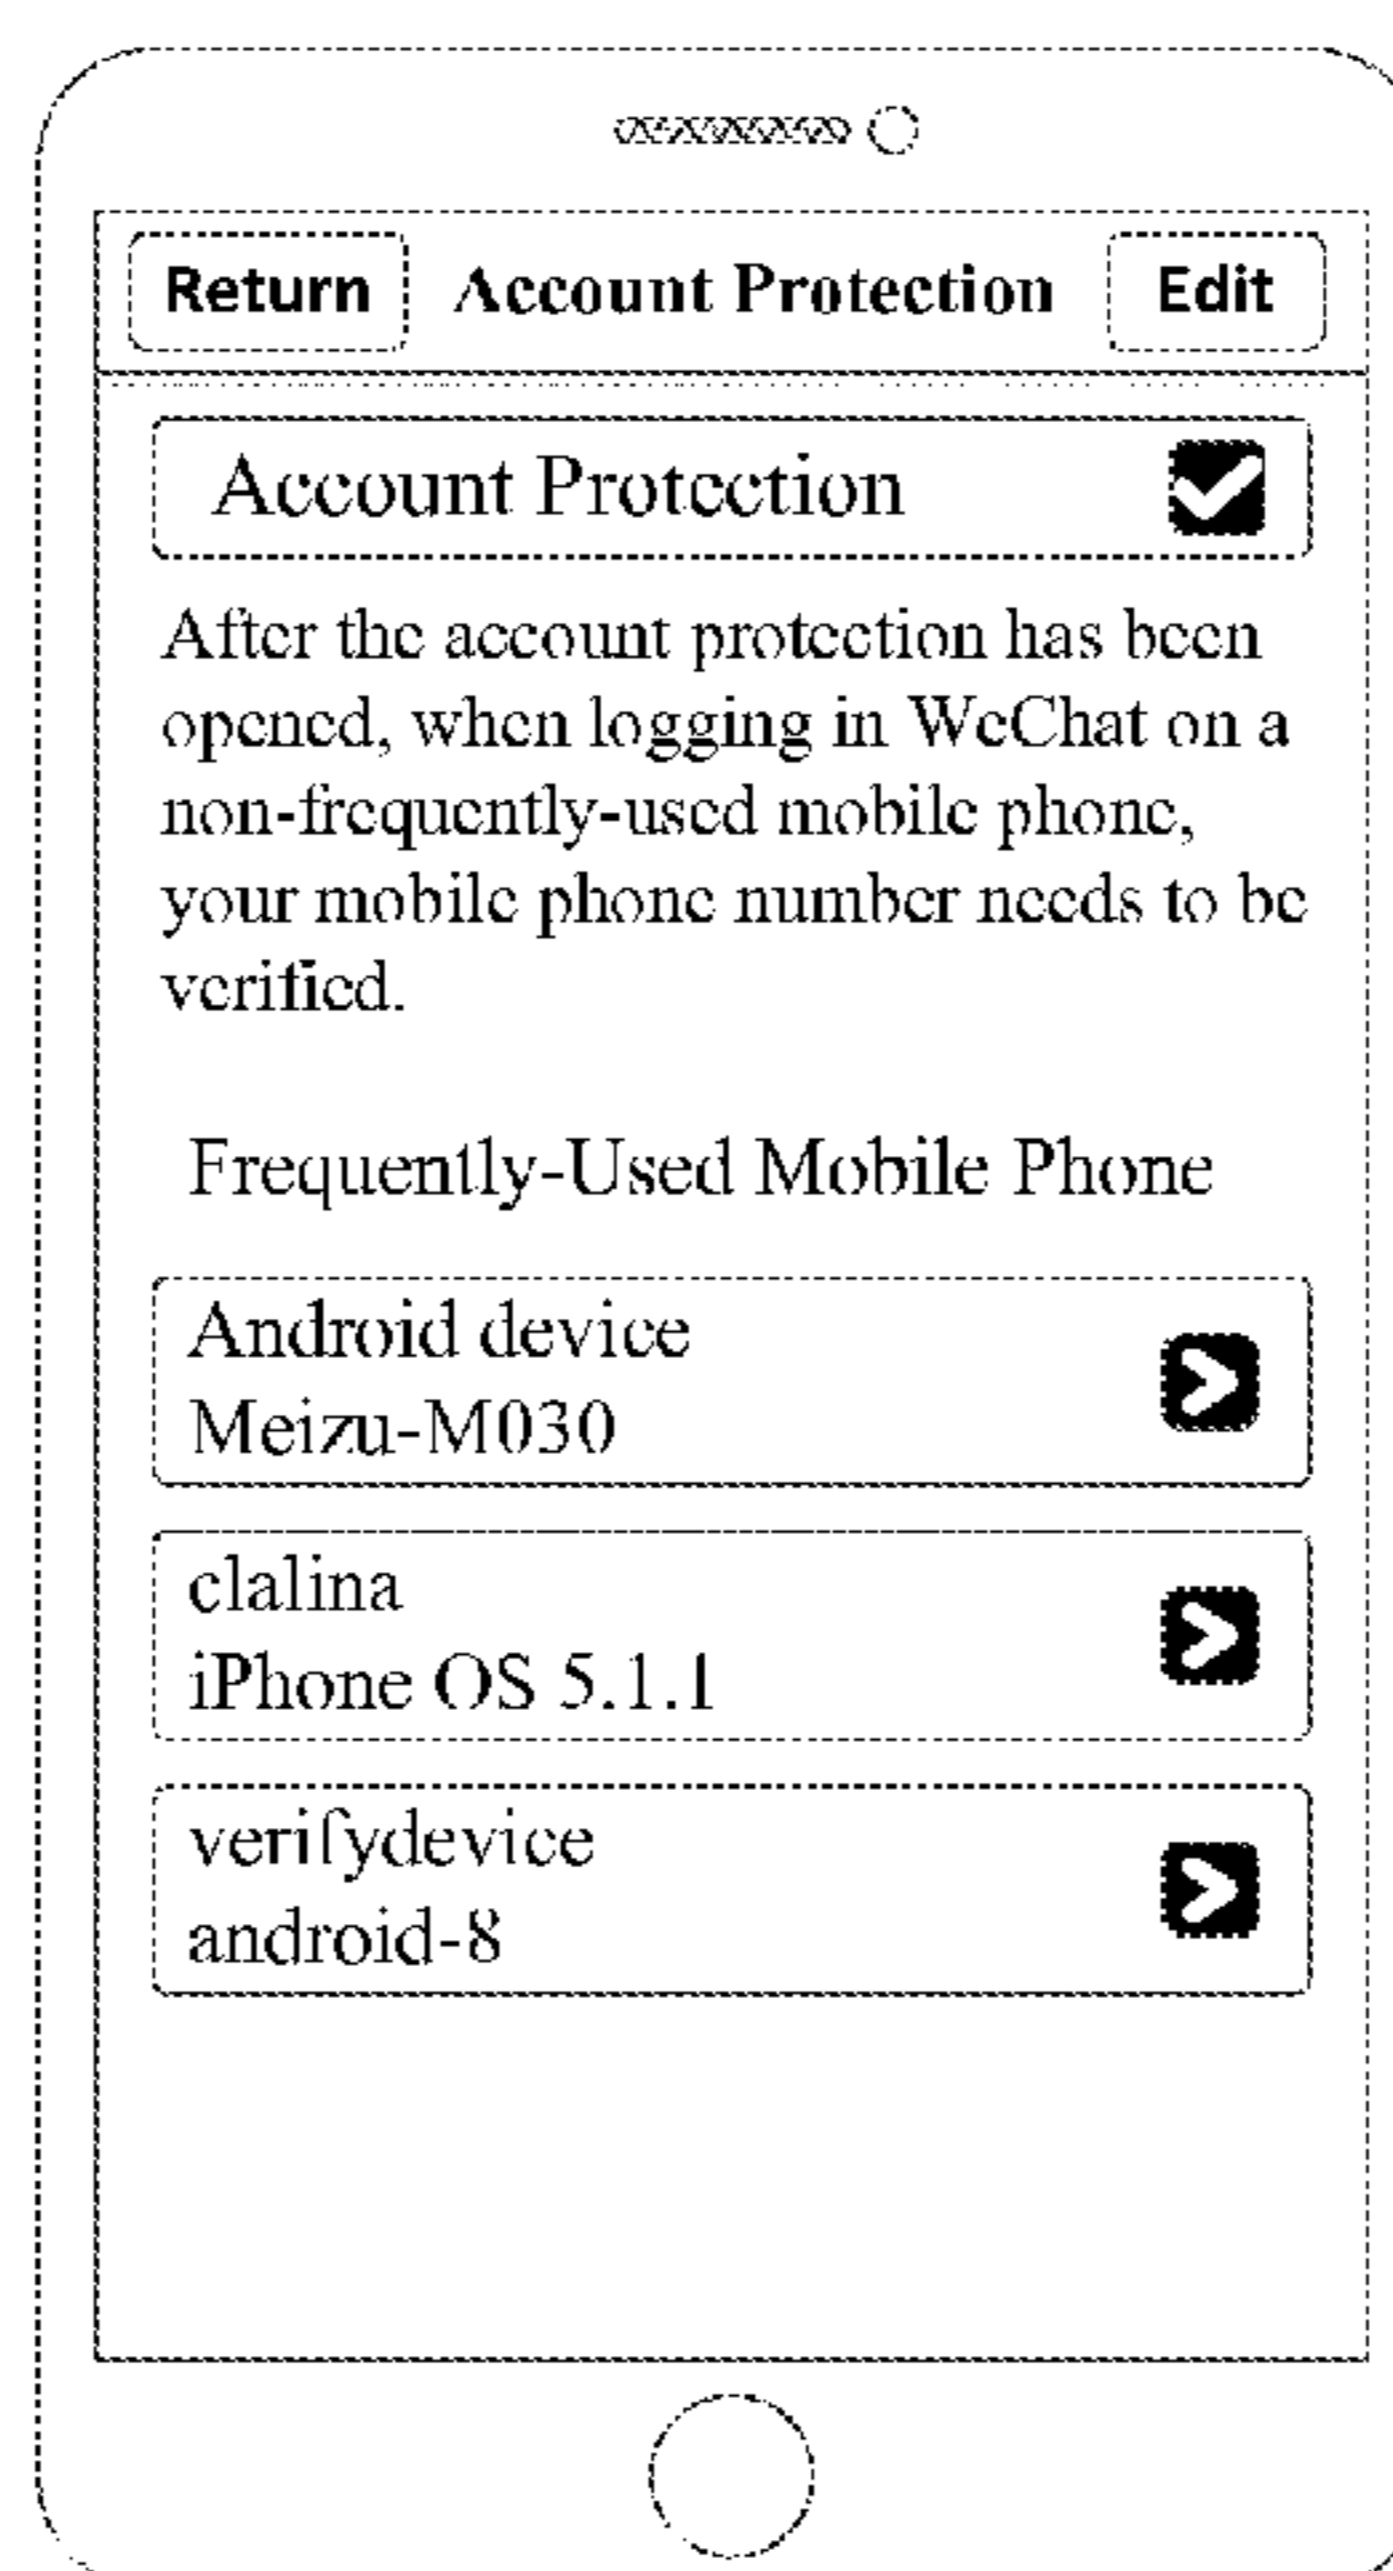 Return Account Protection Edit
Account Protection
After the account protection has been
opened, when logging in WeChat on a
non-frequently-used mobile phone,
your mobile phone number needs to be
verified.
Frequently-Used Mobile Phone
Android device
Meizu-M030
clalina
iPhone OS 5.1.1
verifydevice
android-8